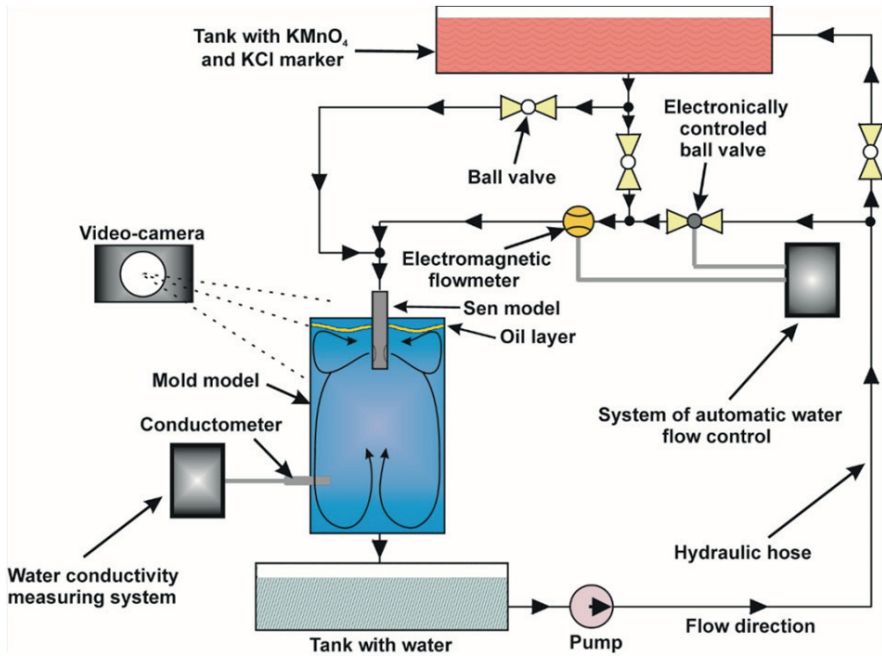 Tank with KMnO4
and KCl marker
Electronically
controled
ball valve
Ball valve
Video-camera
Electromagnetic
flowmeter
Sen model
Oil layer
Mold model
System of automatic water
flow control
Conductometer
Hydraulic hose
Water conductivity
measuring system
Tank with water
Pump
Flow direction